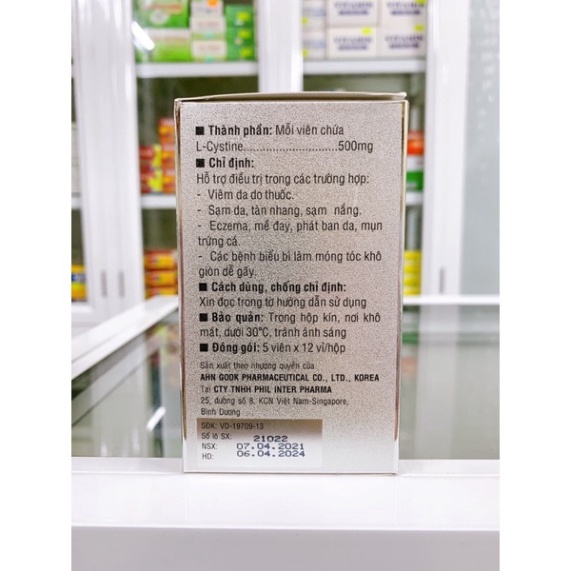 ■ Thành phần: Mỗi viên chứa
L-Cystine............................500mg
■ Chỉ định:
Hỗ trợ điều trị trong các trường hợp:
- Viêm da do thuốc.
- Sạm da, tàn nhang, sạm nắng.
- Eczema, mề đay, phát ban da, mụn
trứng cá.
- Các bệnh biểu bì làm móng tóc khô
giòn dễ gãy.
■ Cách dùng, chống chỉ định:
Xin đọc trong tờ hướng dẫn sử dụng
■ Bảo quản: Trong hộp kín, nơi khô
mát, dưới 30°C, tránh ánh sáng
■ Đóng gói: 5 viên x 12 vỉ/hộp
Sản xuất theo nhượng quyền của
AHN GOOK PHARMACEUTICAL CO., LTD., KOREA
Tại CTY TNHH PHIL INTER PHARMA
25, đường số 8, KCN Việt Nam-Singapore,
Bình Dương
SĐK: VD-19709-13
Số lô SX: 21022
NSX: 07.04.2021
HD: 06.04.2024